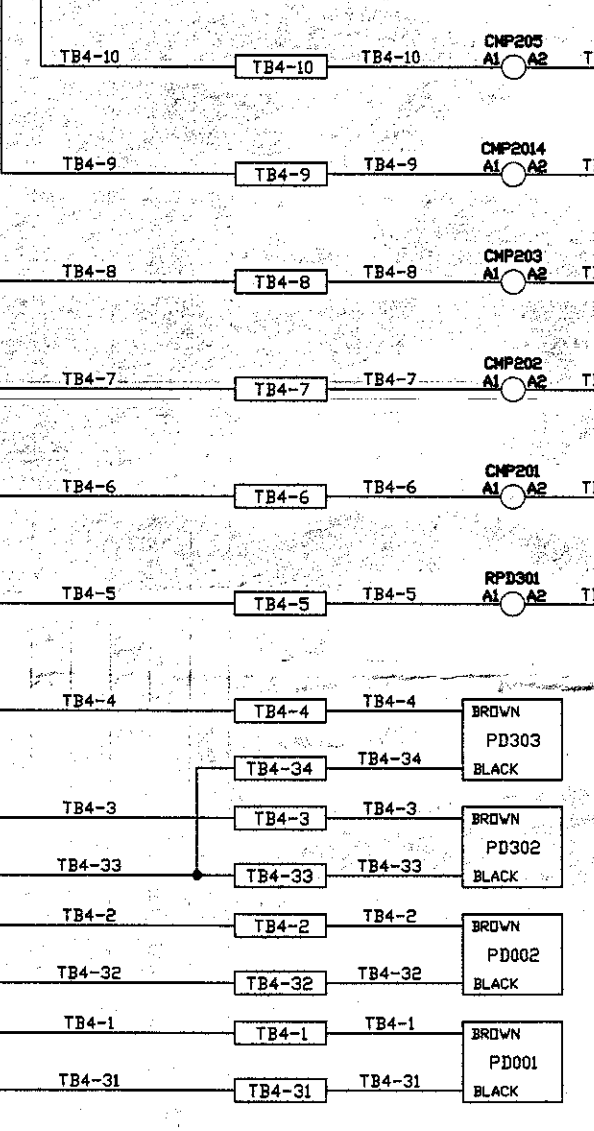 CMP205
TB4-10 TB4-10 TB4-10 A1 A2 T
CMP2014
TB4-9 TB4-9 TB4-9 A1 A2
CMP203
TB4-8 TB4-8 TB4-8 A1 A2
CMP202
TB4-7 TB4-7 TB4-7 A1 A2
CMP201
TB4-6 TB4-6 TB4-6 A1 A2
RPD301
TB4-5 TB4-5 TB4-5 A1 A2
TB4-4 TB4-4 TB4-4 BROWN
PD303
TB4-34 TB4-34 BLACK
TB4-3 TB4-3 TB4-3 BROWN
PD302
TB4-33 TB4-33 TB4-33 BLACK
TB4-2 TB4-2 TB4-2 BROWN
PD002
TB4-32 TB4-32 TB4-32 BLACK
TB4-1 TB4-1 TB4-1 BROWN
PD001
TB4-31 TB4-31 TB4-31 BLACK